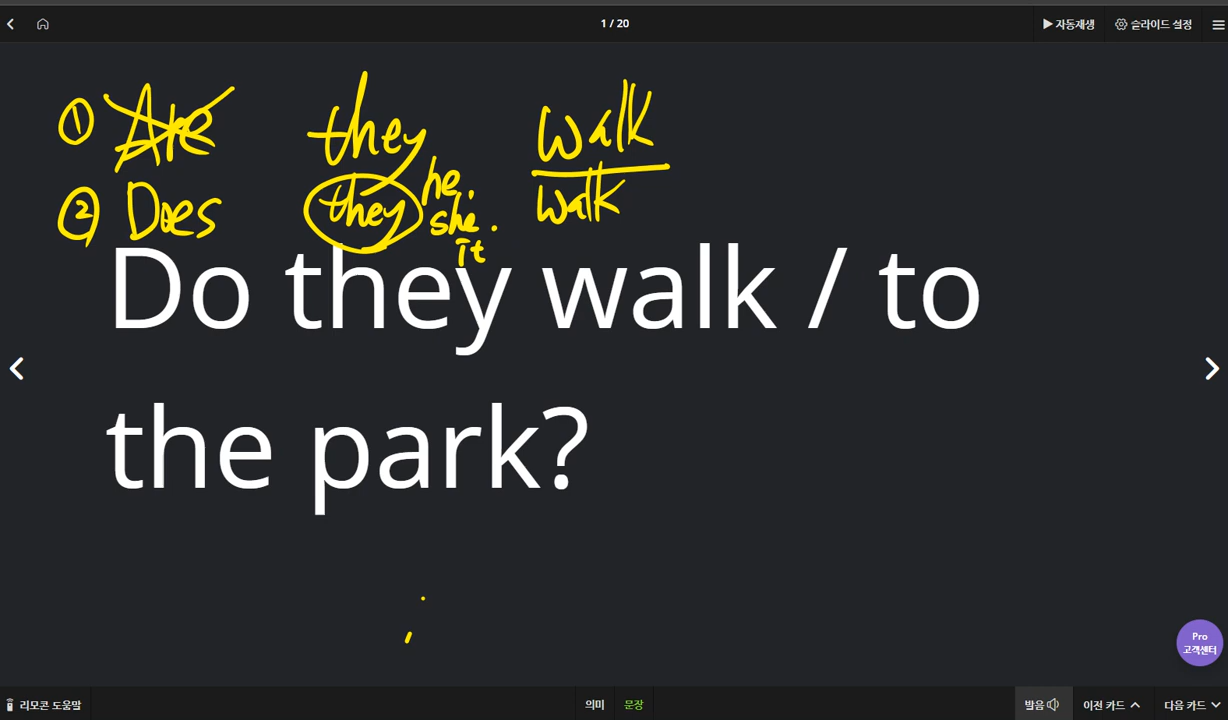 1 / 20
자동재생
슬라이드 설정
① Are they walk
② Does they he. she. it walk
Do they walk / to
the park?
Pro
고객센터
리모콘 도움말
의미
문장
발음
이전 카드
다음 카드